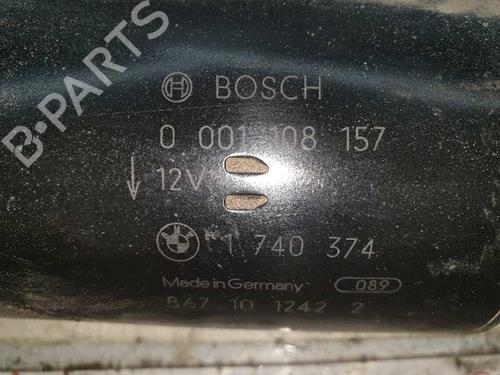 B-PARTS
BOSCH
0 001 108 157
12V
1 740 374
Made in Germany 089
867 10 1242 2